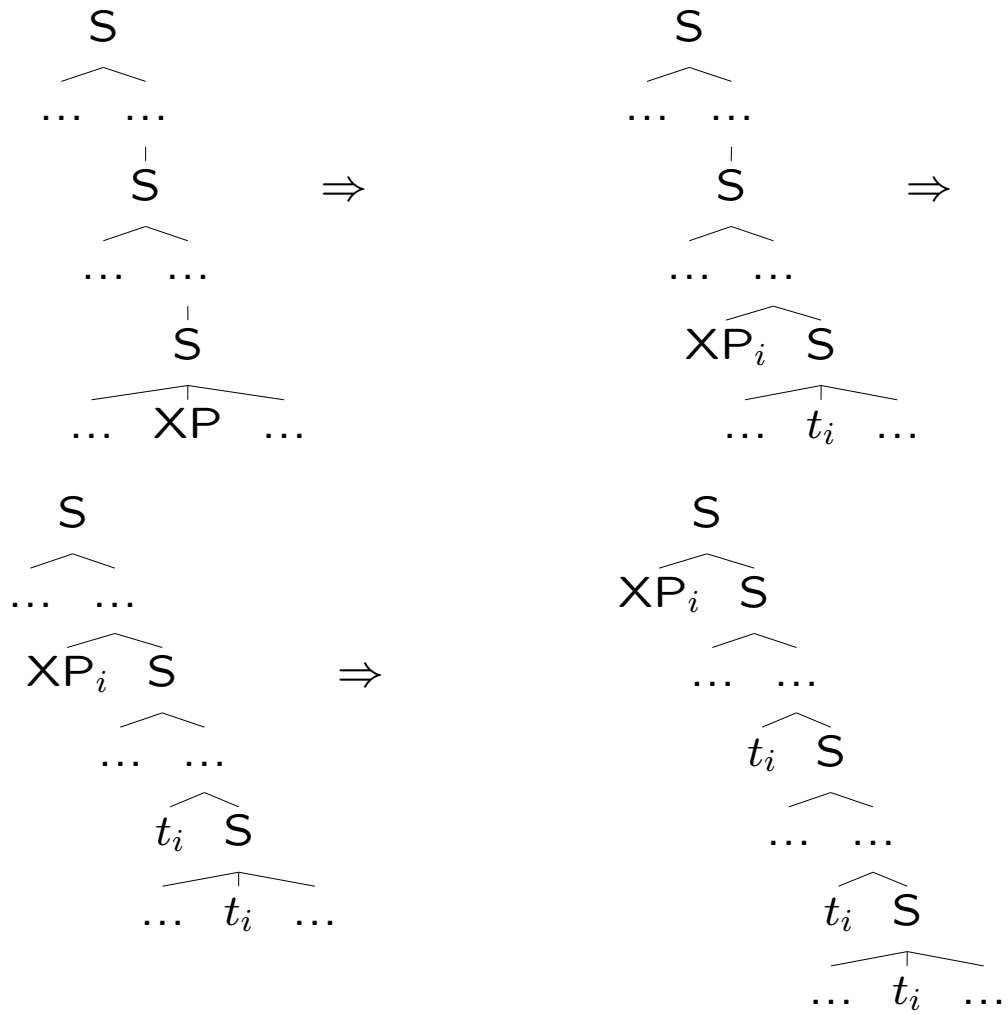 S S
... ... ... ...
S ⇒ S ⇒
... ... ... ...
S XPᵢ S
... XP ... ... tᵢ ...
S S
... ... XPᵢ S
XPᵢ S ⇒ ... ...
... ... tᵢ S
tᵢ S ... ...
... tᵢ ... tᵢ S
... tᵢ ...